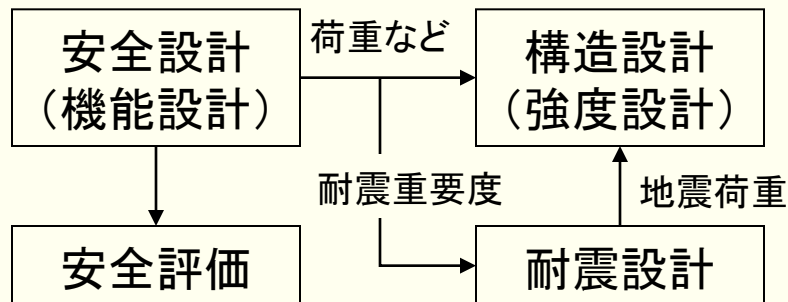 安全設計
(機能設計)
荷重など
構造設計
(強度設計)
耐震重要度
地震荷重
安全評価
耐震設計